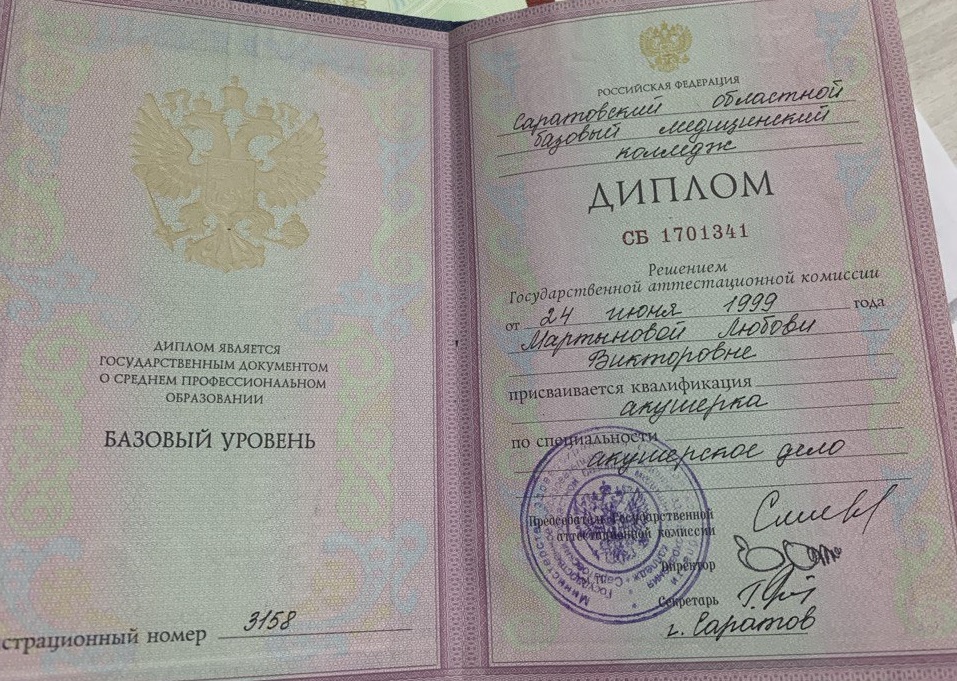 ДИПЛОМ ЯВЛЯЕТСЯ
ГОСУДАРСТВЕННЫМ ДОКУМЕНТОМ
О СРЕДНЕМ ПРОФЕССИОНАЛЬНОМ
ОБРАЗОВАНИИ
БАЗОВЫЙ УРОВЕНЬ
страционный номер 3158
РОССИЙСКАЯ ФЕДЕРАЦИЯ
Саратовский областной
базовый медицинский
колледж
ДИПЛОМ
СБ 1701341
Решением
Государственной аттестационной комиссии
от 24 июня 1999 года
Мартыновой Любови
Викторовне
присваивается квалификация
акушерка
по специальности
акушерское дело
Председатель Государственной
аттестационной комиссии
Директор
Секретарь
г. Саратов